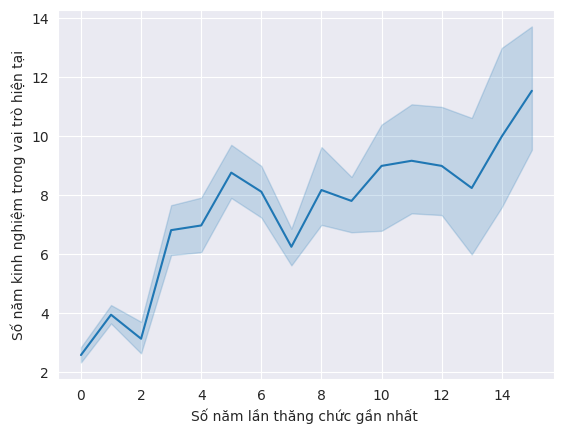 14
12
10
8
6
4
2
Số năm kinh nghiệm trong vai trò hiện tại
0 2 4 6 8 10 12 14
Số năm lần thăng chức gần nhất